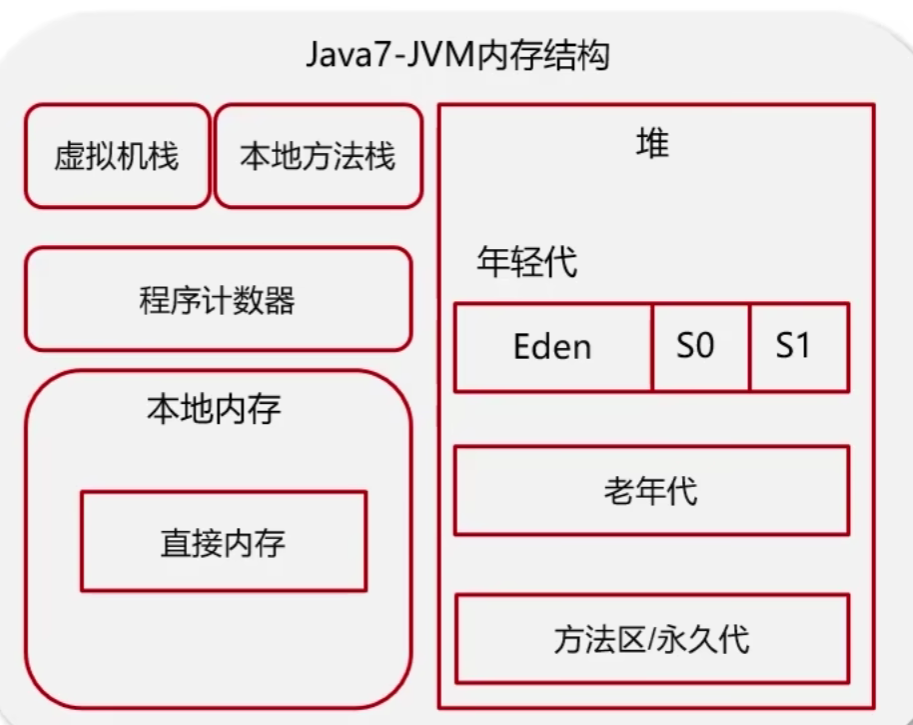 Java7-JVM内存结构
虚拟机栈
本地方法栈
堆
程序计数器
年轻代
Eden
S0
S1
本地内存
直接内存
老年代
方法区/永久代